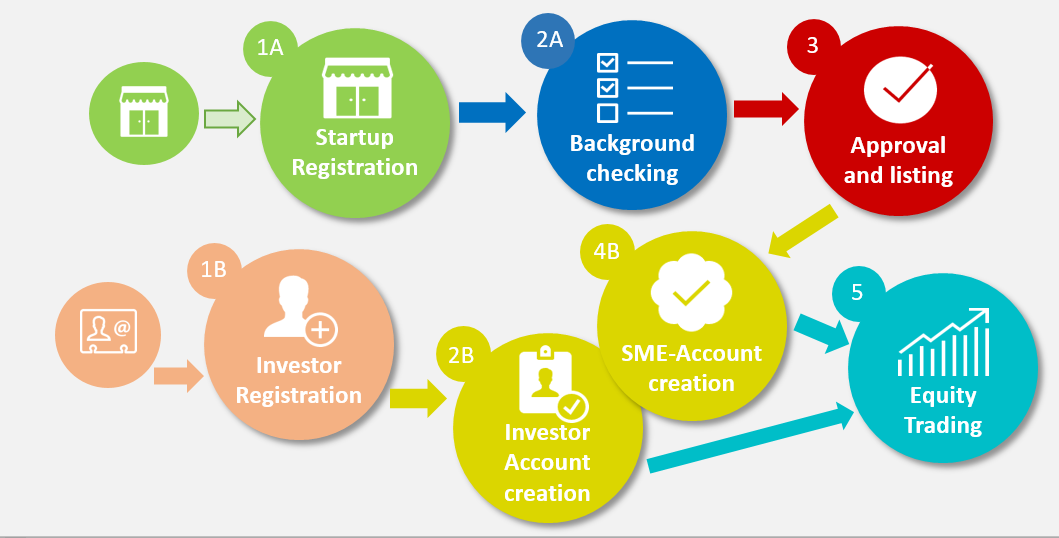 1A
Startup
Registration
2A
Background
checking
3
Approval
and listing
1B
@
Investor
Registration
2B
Investor
Account
creation
4B
SME-Account
creation
5
Equity
Trading